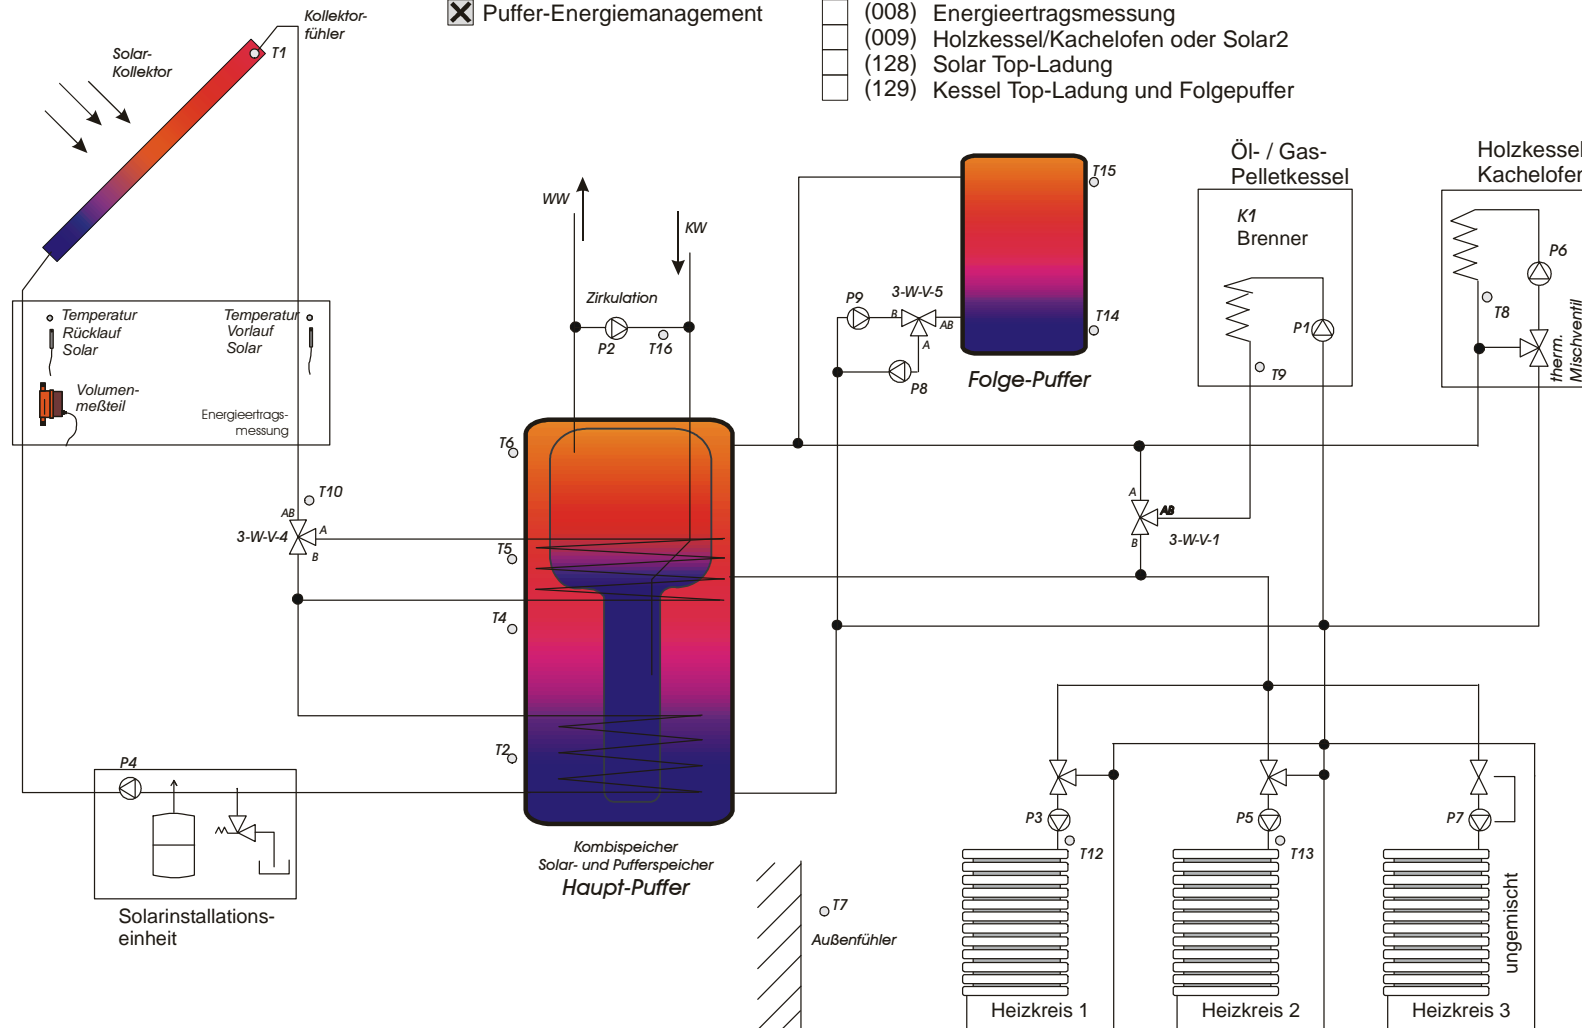 Puffer-Energiemanagement
(008) Energieertragsmessung
(009) Holzkessel/Kachelofen oder Solar2
(128) Solar Top-Ladung
(129) Kessel Top-Ladung und Folgepuffer
Kollektor-
fühler
T1
Solar-
Kollektor
Temperatur
Rücklauf
Solar
Temperatur
Vorlauf
Solar
Volumen-
meßteil
Energieertrags-
messung
WW
KW
Zirkulation
P2
T16
T15
T14
P9
3-W-V-5
B
AB
A
P8
Folge-Puffer
Öl- / Gas-
Pelletkessel
K1
Brenner
P1
T9
Holzkessel
Kachelofen
P6
T8
therm.
Mischventil
T6
T10
AB
3-W-V-4
A
B
T5
T4
T2
A
AB
B
3-W-V-1
P4
Solarinstallations-
einheit
Kombispeicher
Solar- und Pufferspeicher
Haupt-Puffer
T7
Außenfühler
P3
T12
P5
T13
P7
ungemischt
Heizkreis 1
Heizkreis 2
Heizkreis 3